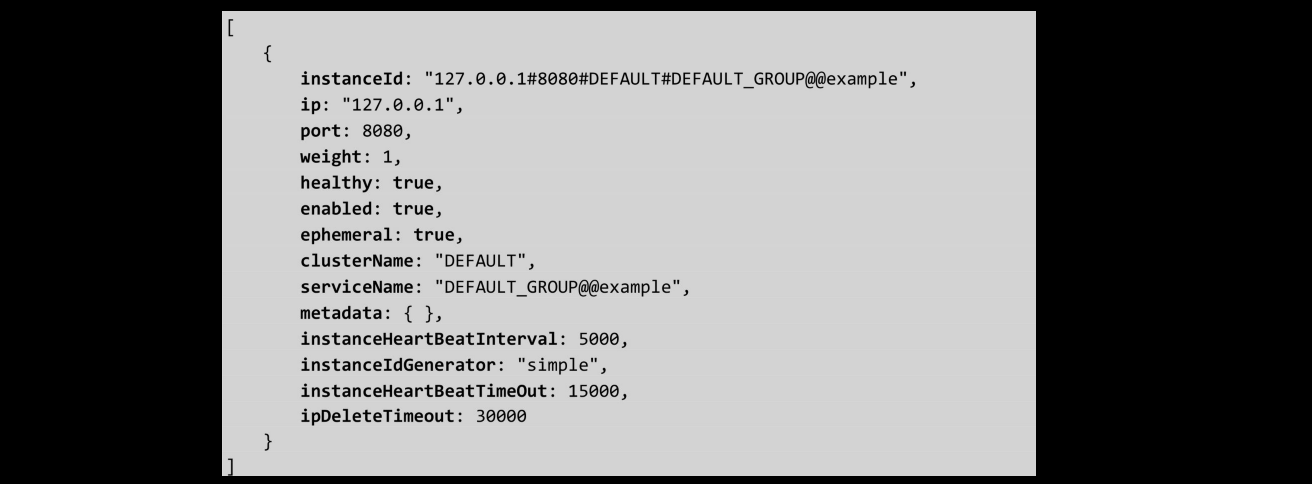 [
{
instanceId: "127.0.0.1#8080#DEFAULT#DEFAULT_GROUP@@example",
ip: "127.0.0.1",
port: 8080,
weight: 1,
healthy: true,
enabled: true,
ephemeral: true,
clusterName: "DEFAULT",
serviceName: "DEFAULT_GROUP@@example",
metadata: { },
instanceHeartBeatInterval: 5000,
instanceIdGenerator: "simple",
instanceHeartBeatTimeOut: 15000,
ipDeleteTimeout: 30000
}
]